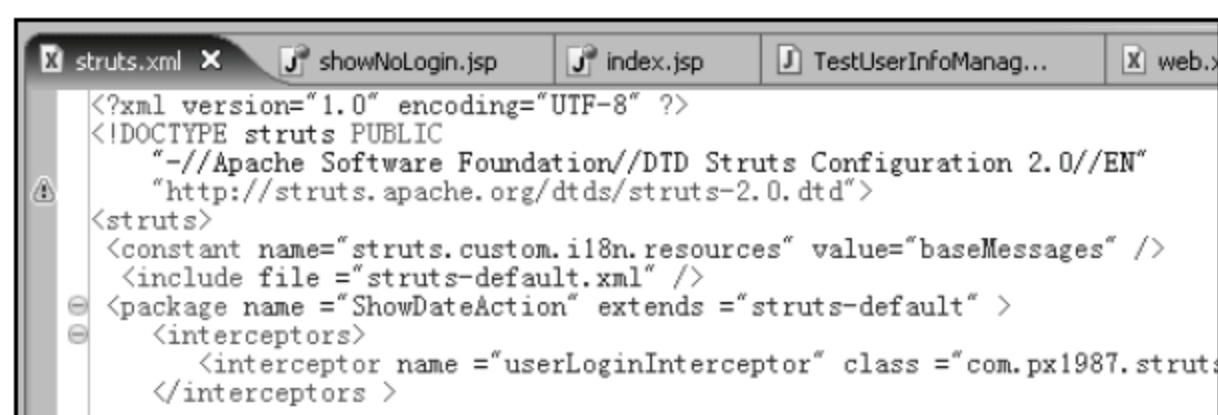 struts.xml showNoLogin.jsp index.jsp TestUserInfoManag... web.x
<?xml version="1.0" encoding="UTF-8" ?>
<!DOCTYPE struts PUBLIC
"-//Apache Software Foundation//DTD Struts Configuration 2.0//EN"
"http://struts.apache.org/dtds/struts-2.0.dtd">
<struts>
<constant name="struts.custom.i18n.resources" value="baseMessages" />
<include file ="struts-default.xml" />
<package name ="ShowDateAction" extends ="struts-default" >
<interceptors>
<interceptor name ="userLoginInterceptor" class ="com.px1987.struts
</interceptors >